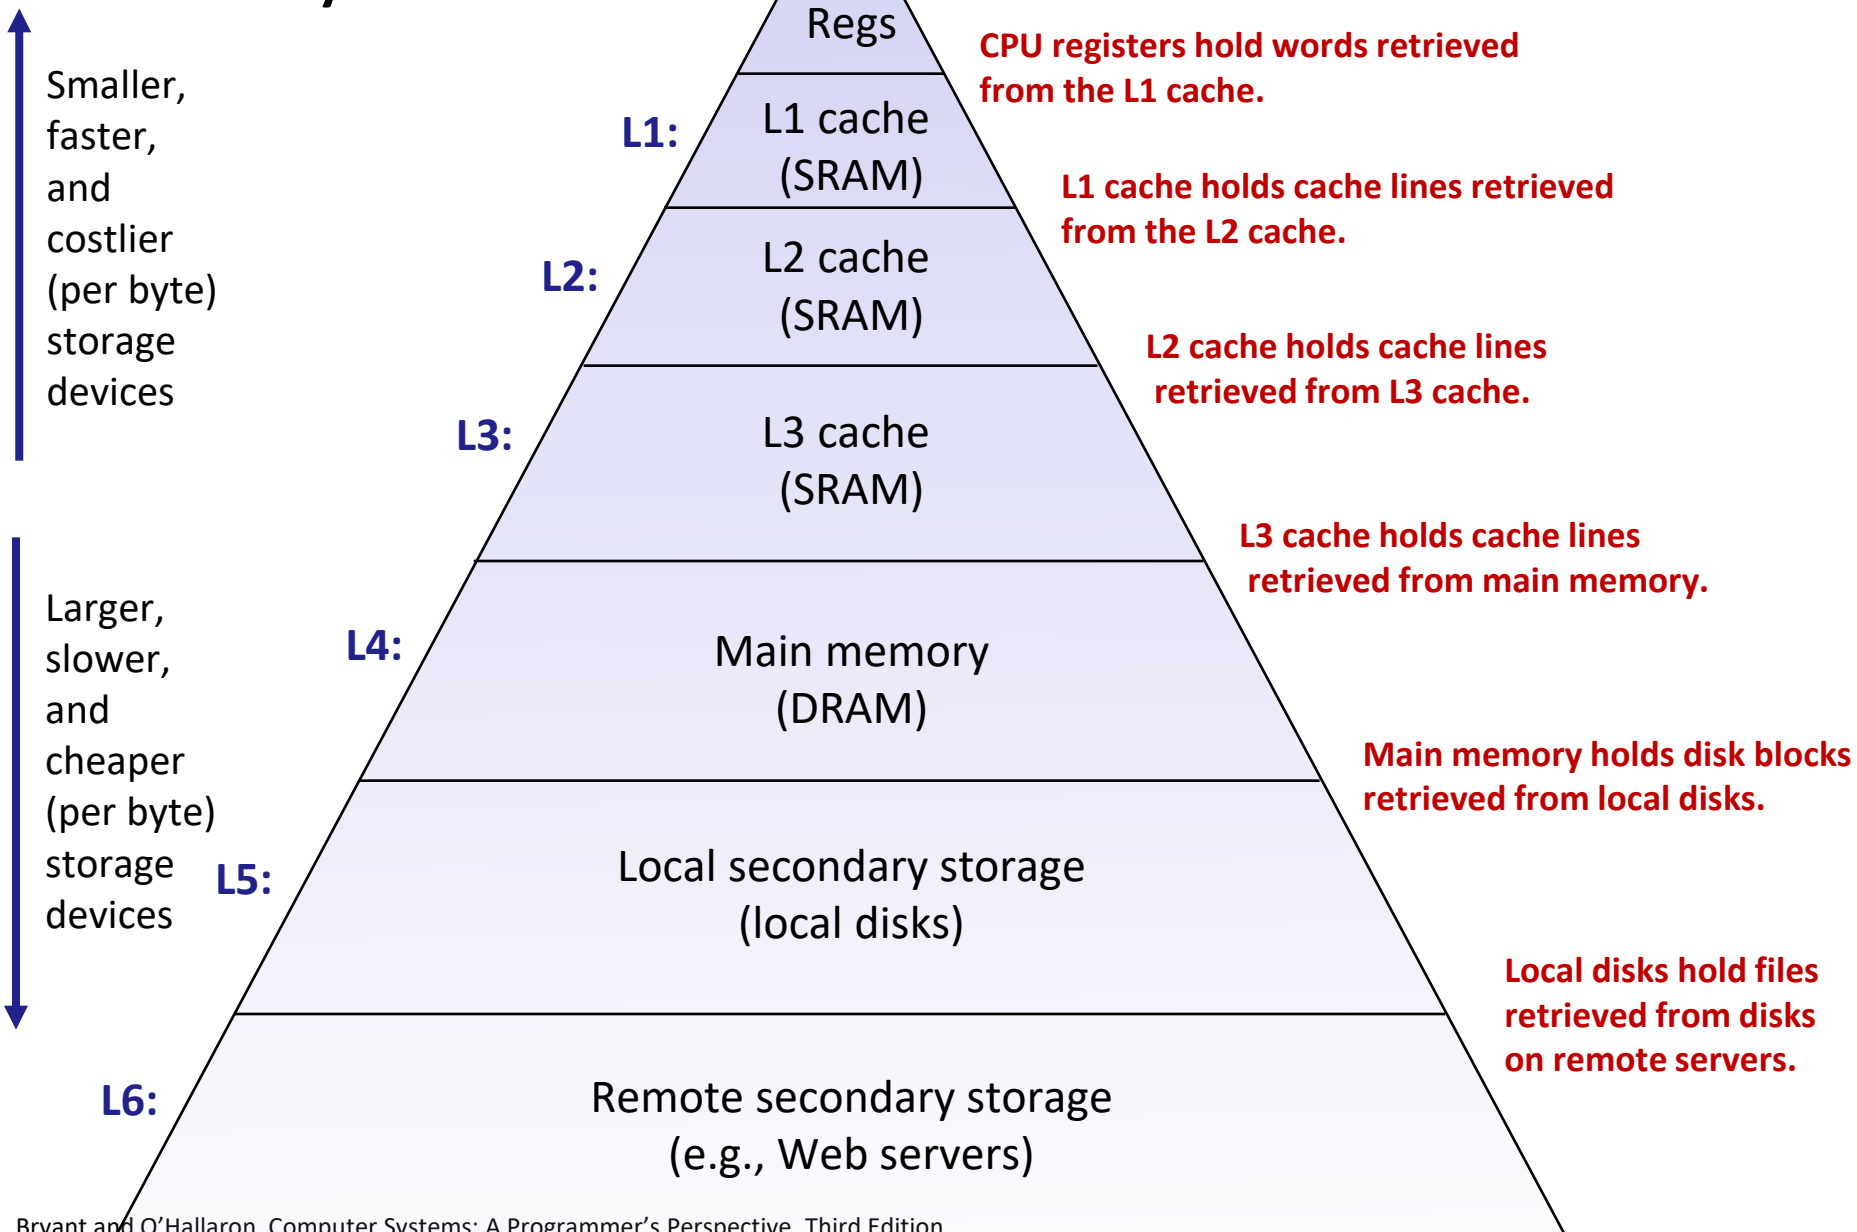 Regs
CPU registers hold words retrieved
from the L1 cache.
Smaller,
faster,
and
costlier
(per byte)
storage
devices
L1:
L1 cache
(SRAM)
L1 cache holds cache lines retrieved
from the L2 cache.
L2:
L2 cache
(SRAM)
L2 cache holds cache lines
retrieved from L3 cache.
L3:
L3 cache
(SRAM)
L3 cache holds cache lines
retrieved from main memory.
Larger,
slower,
and
cheaper
(per byte)
storage
devices
L4:
Main memory
(DRAM)
Main memory holds disk blocks
retrieved from local disks.
L5:
Local secondary storage
(local disks)
Local disks hold files
retrieved from disks
on remote servers.
L6:
Remote secondary storage
(e.g., Web servers)
Bryant and O'Hallaron, Computer Systems: A Programmer's Perspective, Third Edition